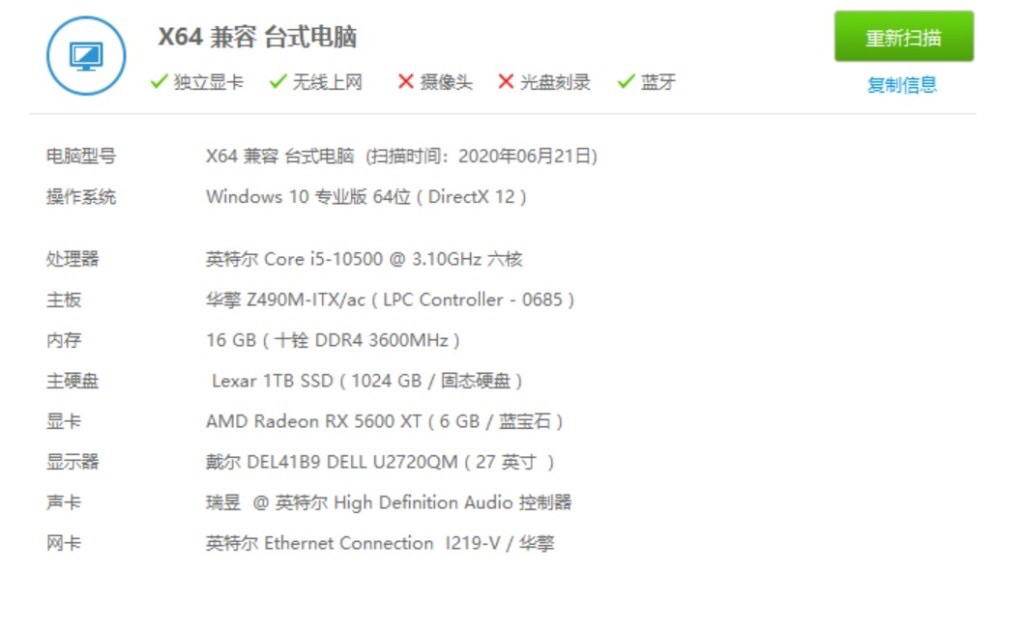 X64 兼容 台式电脑
重新扫描
独立显卡 无线上网 摄像头 光盘刻录 蓝牙
复制信息
电脑型号 X64 兼容 台式电脑 (扫描时间：2020年06月21日)
操作系统 Windows 10 专业版 64位 ( DirectX 12 )
处理器 英特尔 Core i5-10500 @ 3.10GHz 六核
主板 华擎 Z490M-ITX/ac ( LPC Controller - 0685 )
内存 16 GB ( 十铨 DDR4 3600MHz )
主硬盘 Lexar 1TB SSD ( 1024 GB / 固态硬盘 )
显卡 AMD Radeon RX 5600 XT ( 6 GB / 蓝宝石 )
显示器 戴尔 DEL41B9 DELL U2720QM ( 27 英寸 )
声卡 瑞昱 @ 英特尔 High Definition Audio 控制器
网卡 英特尔 Ethernet Connection I219-V / 华擎